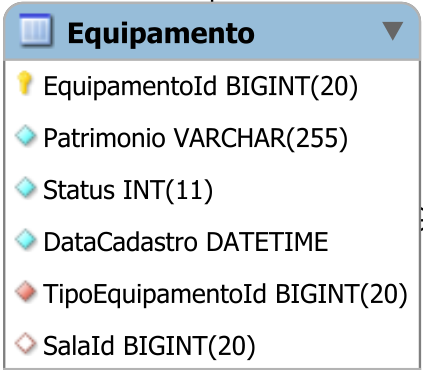 Equipamento
EquipamentoId BIGINT(20)
Patrimonio VARCHAR(255)
Status INT(11)
DataCadastro DATETIME
TipoEquipamentoId BIGINT(20)
SalaId BIGINT(20)